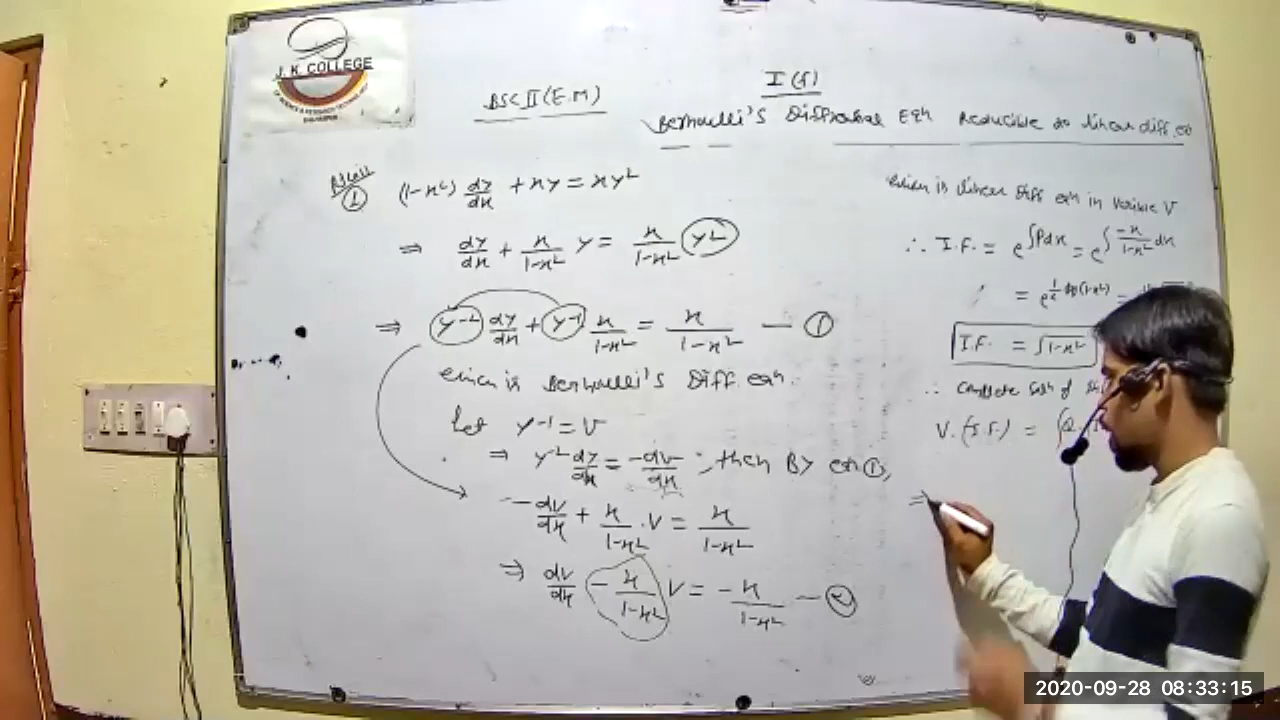 J.K. COLLEGE
BSC II (E.M)
I (5)
Bernoulli's Diffrential Eqn Reducible to linear diff eq
① (1-x²) dy/dx + xy = xy²
⇒ dy/dx + x/(1-x²) y = x/(1-x²) y²
⇒ y⁻² dy/dx + y⁻¹ x/(1-x²) = x/(1-x²) — ①
which is Bernoulli's Diff. eqn.
Let y⁻¹ = v
⇒ y⁻² dy/dx = -dv/dx ; then By eqn ①,
-dv/dx + x/(1-x²) . v = x/(1-x²)
⇒ dv/dx - x/(1-x²) v = -x/(1-x²) — ②
which is linear Diff eqn in varible V
∴ I.F. = e^∫Pdx = e^∫ -x/(1-x²) dx
= e^½ log(1-x²) =
I.F. = √(1-x²)
∴ complete Soln of
V.(I.F.) = (Q.
⇒
2020-09-28 08:33:15